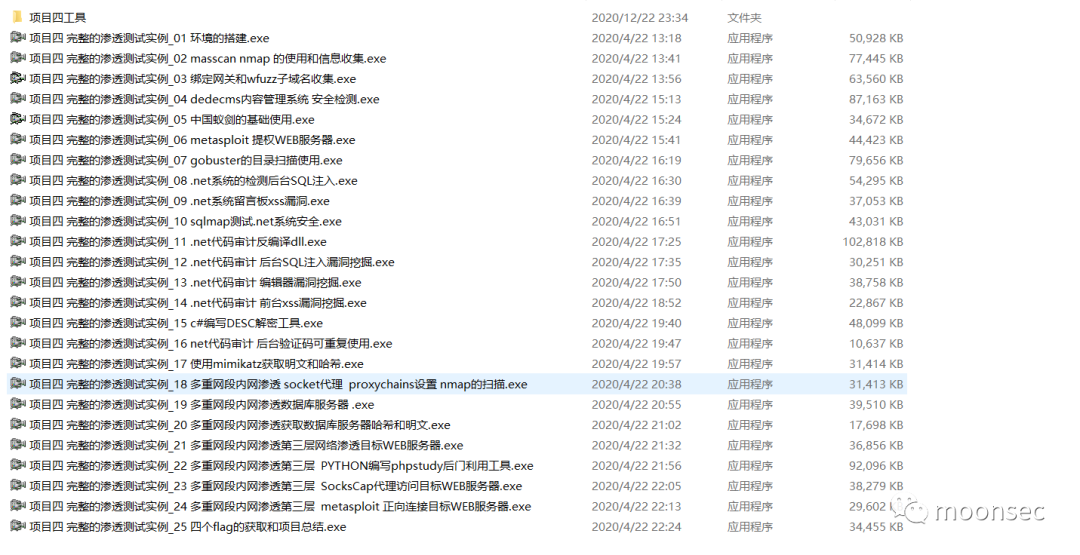 项目四工具 2020/12/22 23:34 文件夹
项目四 完整的渗透测试实例_01 环境的搭建.exe 2020/4/22 13:18 应用程序 50,928 KB
项目四 完整的渗透测试实例_02 masscan nmap 的使用和信息收集.exe 2020/4/22 13:41 应用程序 77,445 KB
项目四 完整的渗透测试实例_03 绑定网关和wfuzz子域名收集.exe 2020/4/22 13:56 应用程序 63,560 KB
项目四 完整的渗透测试实例_04 dedecms内容管理系统 安全检测.exe 2020/4/22 15:13 应用程序 87,163 KB
项目四 完整的渗透测试实例_05 中国蚁剑的基础使用.exe 2020/4/22 15:24 应用程序 34,672 KB
项目四 完整的渗透测试实例_06 metasploit 提权WEB服务器.exe 2020/4/22 15:41 应用程序 44,423 KB
项目四 完整的渗透测试实例_07 gobuster的目录扫描使用.exe 2020/4/22 16:19 应用程序 79,656 KB
项目四 完整的渗透测试实例_08 .net系统的检测后台SQL注入.exe 2020/4/22 16:30 应用程序 54,295 KB
项目四 完整的渗透测试实例_09 .net系统留言板xss漏洞.exe 2020/4/22 16:39 应用程序 37,053 KB
项目四 完整的渗透测试实例_10 sqlmap测试.net系统安全.exe 2020/4/22 16:51 应用程序 43,031 KB
项目四 完整的渗透测试实例_11 .net代码审计反编译dll.exe 2020/4/22 17:25 应用程序 102,818 KB
项目四 完整的渗透测试实例_12 .net代码审计 后台SQL注入漏洞挖掘.exe 2020/4/22 17:35 应用程序 30,251 KB
项目四 完整的渗透测试实例_13 .net代码审计 编辑器漏洞挖掘.exe 2020/4/22 17:50 应用程序 38,758 KB
项目四 完整的渗透测试实例_14 .net代码审计 前台xss漏洞挖掘.exe 2020/4/22 18:52 应用程序 22,867 KB
项目四 完整的渗透测试实例_15 c#编写DESC解密工具.exe 2020/4/22 19:40 应用程序 48,099 KB
项目四 完整的渗透测试实例_16 net代码审计 后台验证码可重复使用.exe 2020/4/22 19:47 应用程序 10,637 KB
项目四 完整的渗透测试实例_17 使用mimikatz获取明文和哈希.exe 2020/4/22 19:57 应用程序 31,414 KB
项目四 完整的渗透测试实例_18 多重网段内网渗透 socket代理 proxychains设置 nmap的扫描.exe 2020/4/22 20:38 应用程序 31,413 KB
项目四 完整的渗透测试实例_19 多重网段内网渗透数据库服务器 .exe 2020/4/22 20:55 应用程序 39,510 KB
项目四 完整的渗透测试实例_20 多重网段内网渗透获取数据库服务器哈希和明文.exe 2020/4/22 21:02 应用程序 17,698 KB
项目四 完整的渗透测试实例_21 多重网段内网渗透第三层网络渗透目标WEB服务器.exe 2020/4/22 21:32 应用程序 36,856 KB
项目四 完整的渗透测试实例_22 多重网段内网渗透第三层 PYTHON编写phpstudy后门利用工具.exe 2020/4/22 21:56 应用程序 92,096 KB
项目四 完整的渗透测试实例_23 多重网段内网渗透第三层 SocksCap代理访问目标WEB服务器.exe 2020/4/22 22:05 应用程序 38,279 KB
项目四 完整的渗透测试实例_24 多重网段内网渗透第三层 metasploit 正向连接目标WEB服务器.exe 2020/4/22 22:13 应用程序 29,602 KB
项目四 完整的渗透测试实例_25 四个flag的获取和项目总结.exe 2020/4/22 22:24 应用程序 34,455 KB
moonsec